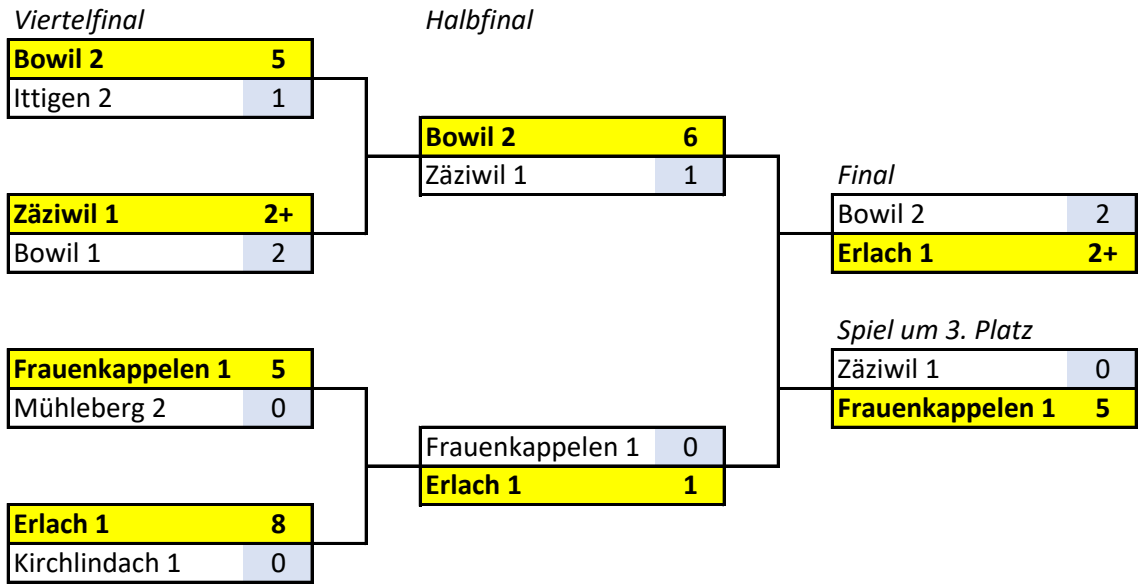 Viertelfinal
Bowil 2 5
Ittigen 2 1
Zäziwil 1 2+
Bowil 1 2
Frauenkappelen 1 5
Mühleberg 2 0
Erlach 1 8
Kirchlindach 1 0
Halbfinal
Bowil 2 6
Zäziwil 1 1
Frauenkappelen 1 0
Erlach 1 1
Final
Bowil 2 2
Erlach 1 2+
Spiel um 3. Platz
Zäziwil 1 0
Frauenkappelen 1 5